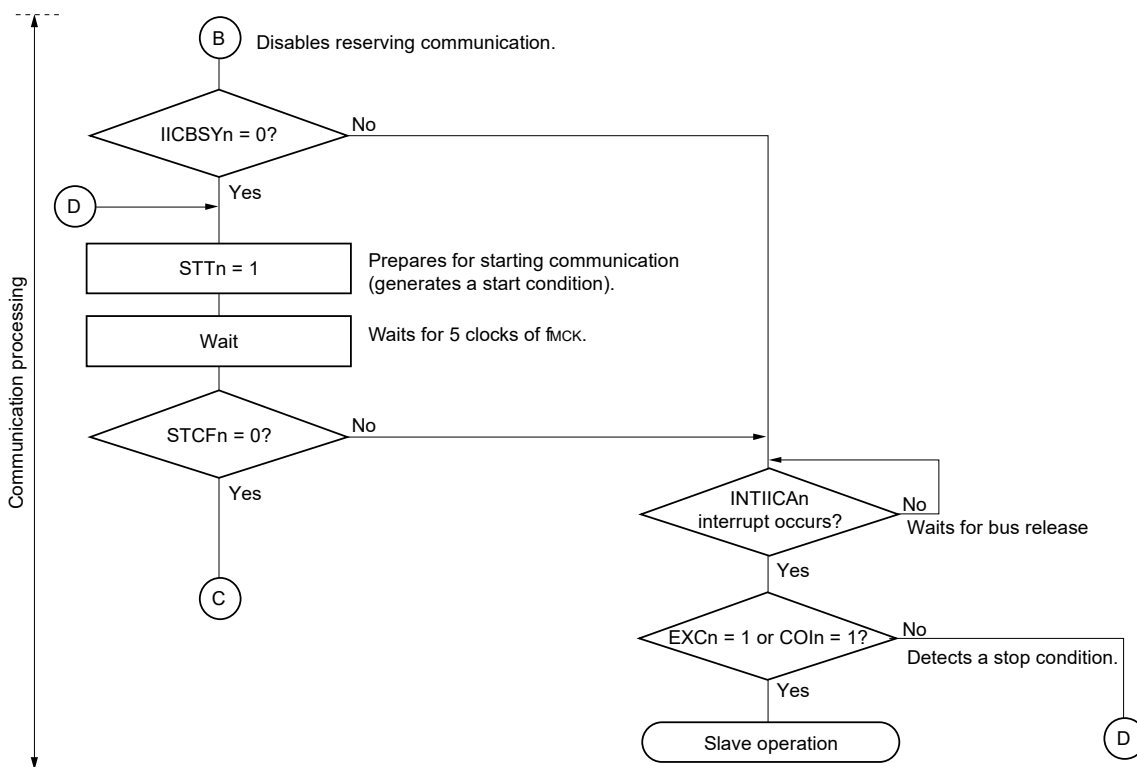 B
Disables reserving communication.
IICBSYn = 0?
No
Yes
D
STTn = 1
Prepares for starting communication
(generates a start condition).
Wait
Waits for 5 clocks of fMCK.
STCFn = 0?
No
Yes
Communication processing
INTIICAn
interrupt occurs?
No
Waits for bus release
Yes
C
EXCn = 1 or COIn = 1?
No
Detects a stop condition.
Yes
Slave operation
D